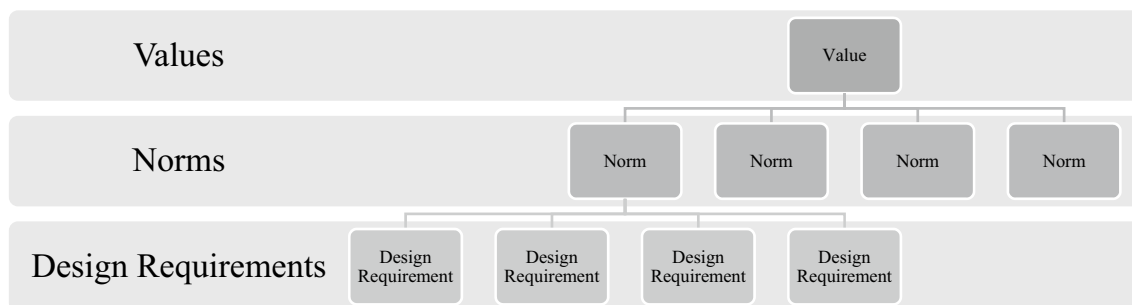 Values
Value
Norms
Norm
Norm
Norm
Norm
Design Requirements
Design
Requirement
Design
Requirement
Design
Requirement
Design
Requirement